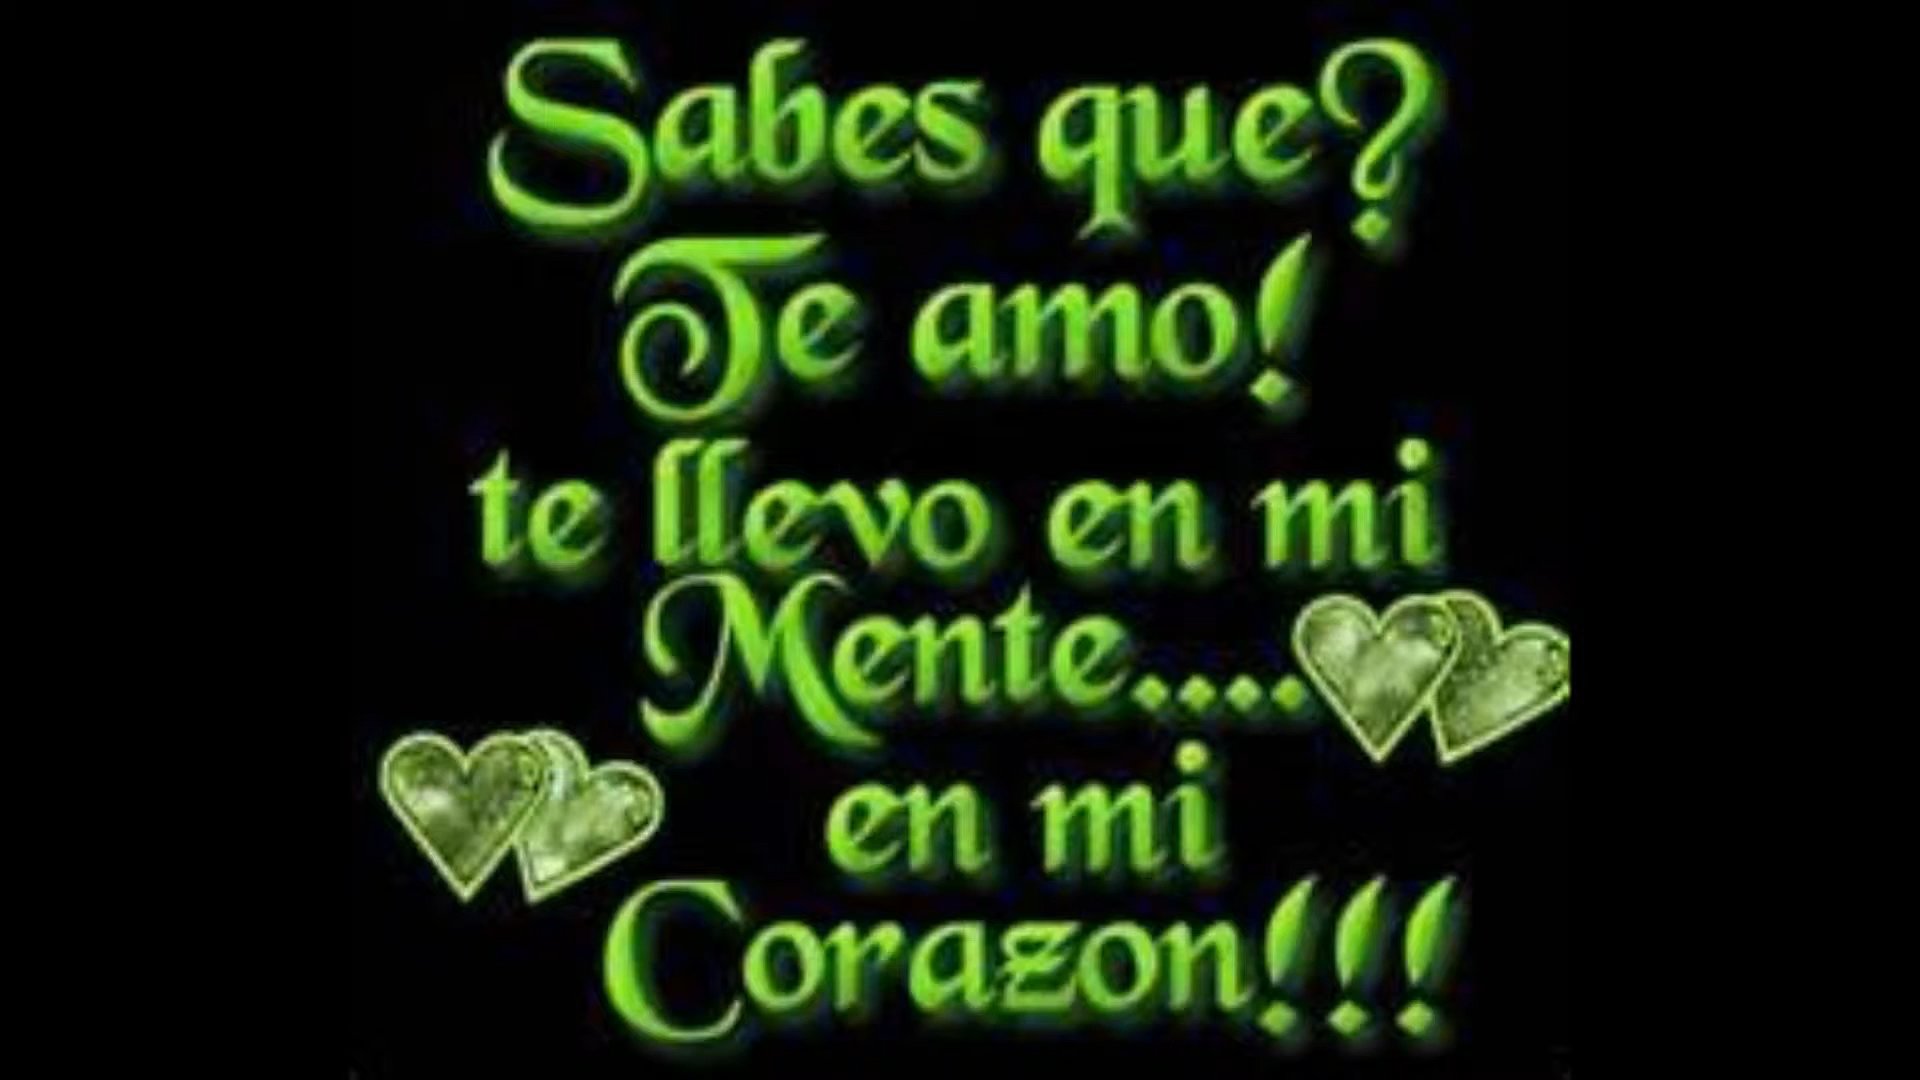 Sabes que?
Te amo!
te llevo en mi
Mente....
en mi
Corazon!!!